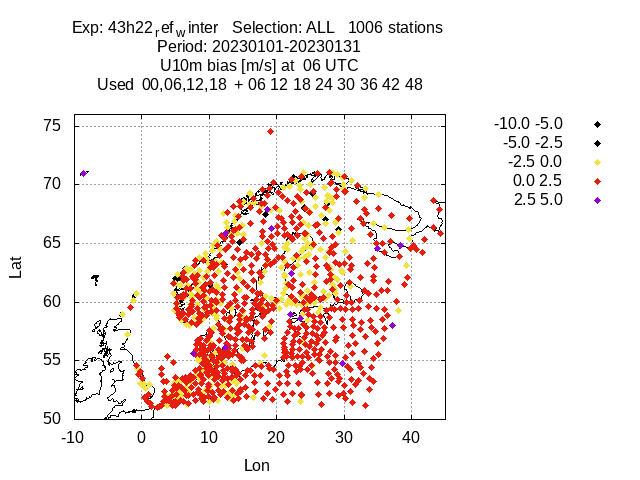 Exp: 43h22refwinter Selection: ALL 1006 stations
Period: 20230101-20230131
U10m bias [m/s] at 06 UTC
Used 00,06,12,18 + 06 12 18 24 30 36 42 48
-10.0 -5.0
-5.0 -2.5
-2.5 0.0
0.0 2.5
2.5 5.0
75
70
65
60
55
50
Lat
-10 0 10 20 30 40
Lon